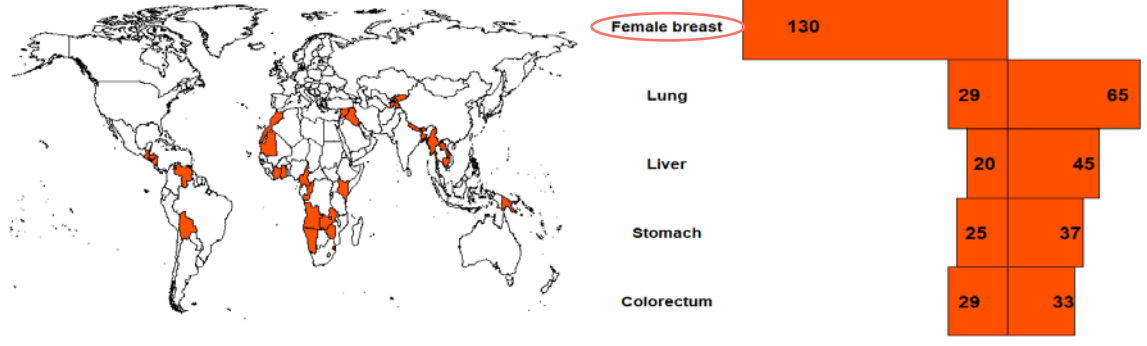 Female breast 130
Lung 29 65
Liver 20 45
Stomach 25 37
Colorectum 29 33